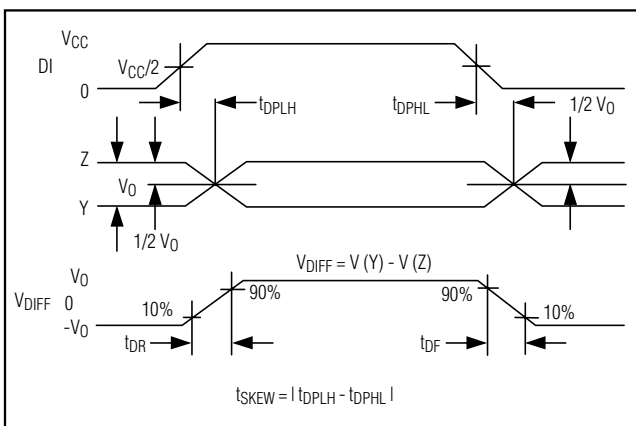 VCC
DI
VCC/2
0
tDPLH
tDPHL
1/2 VO
Z
VO
Y
1/2 VO
VDIFF = V (Y) - V (Z)
VO
VDIFF 0
-VO
10%
90%
90%
10%
tDR
tDF
tSKEW = | tDPLH - tDPHL |